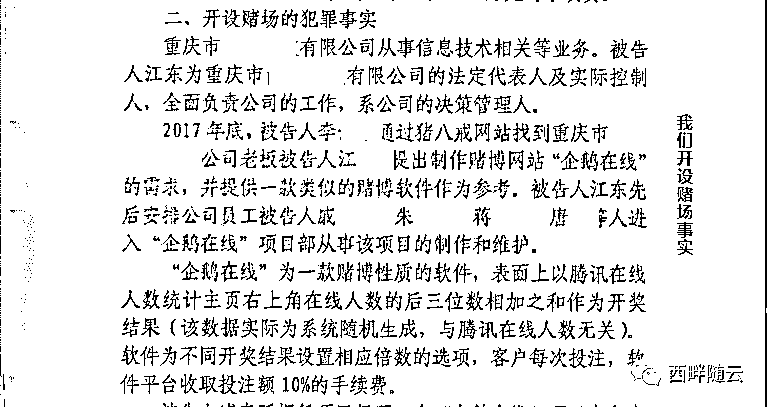 二、开设赌场的犯罪事实
重庆市 有限公司从事信息技术相关等业务。被告
人江东为重庆市 有限公司的法定代表人及实际控制
人，全面负责公司的工作，系公司的决策管理人。
2017年底，被告人李 通过猪八戒网站找到重庆市
公司老板被告人江 提出制作赌博网站“企鹅在线”
的需求，并提供一款类似的赌博软件作为参考。被告人江东先
后安排公司员工被告人戚 朱 蒋 唐 等人进
入“企鹅在线”项目部从事该项目的制作和维护。
“企鹅在线”为一款赌博性质的软件，表面上以腾讯在线
人数统计主页右上角在线人数的后三位数相加之和作为开奖
结果（该数据实际为系统随机生成，与腾讯在线人数无关）。
软件为不同开奖结果设置相应倍数的选项，客户每次投注，软
件平台收取投注额10%的手续费。
我们开设赌场事实
西畔随云